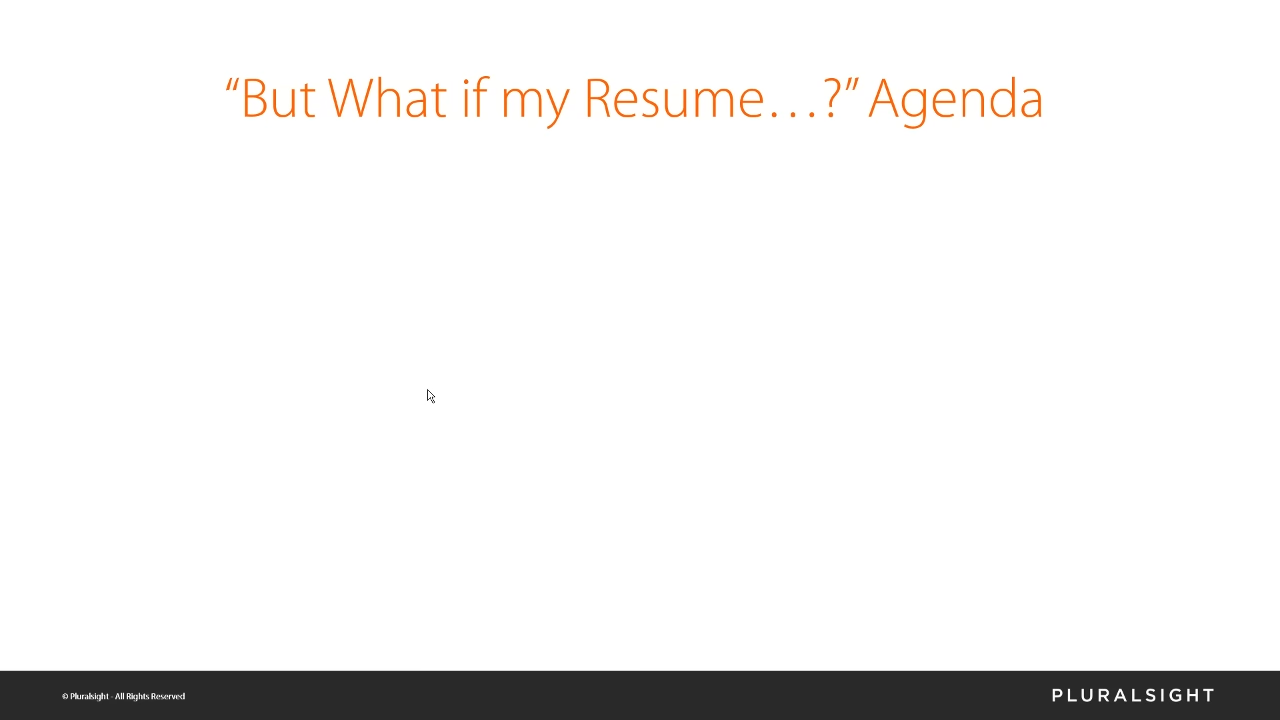 “But What if my Resume…?” Agenda
© Pluralsight - All Rights Reserved
PLURALSIGHT